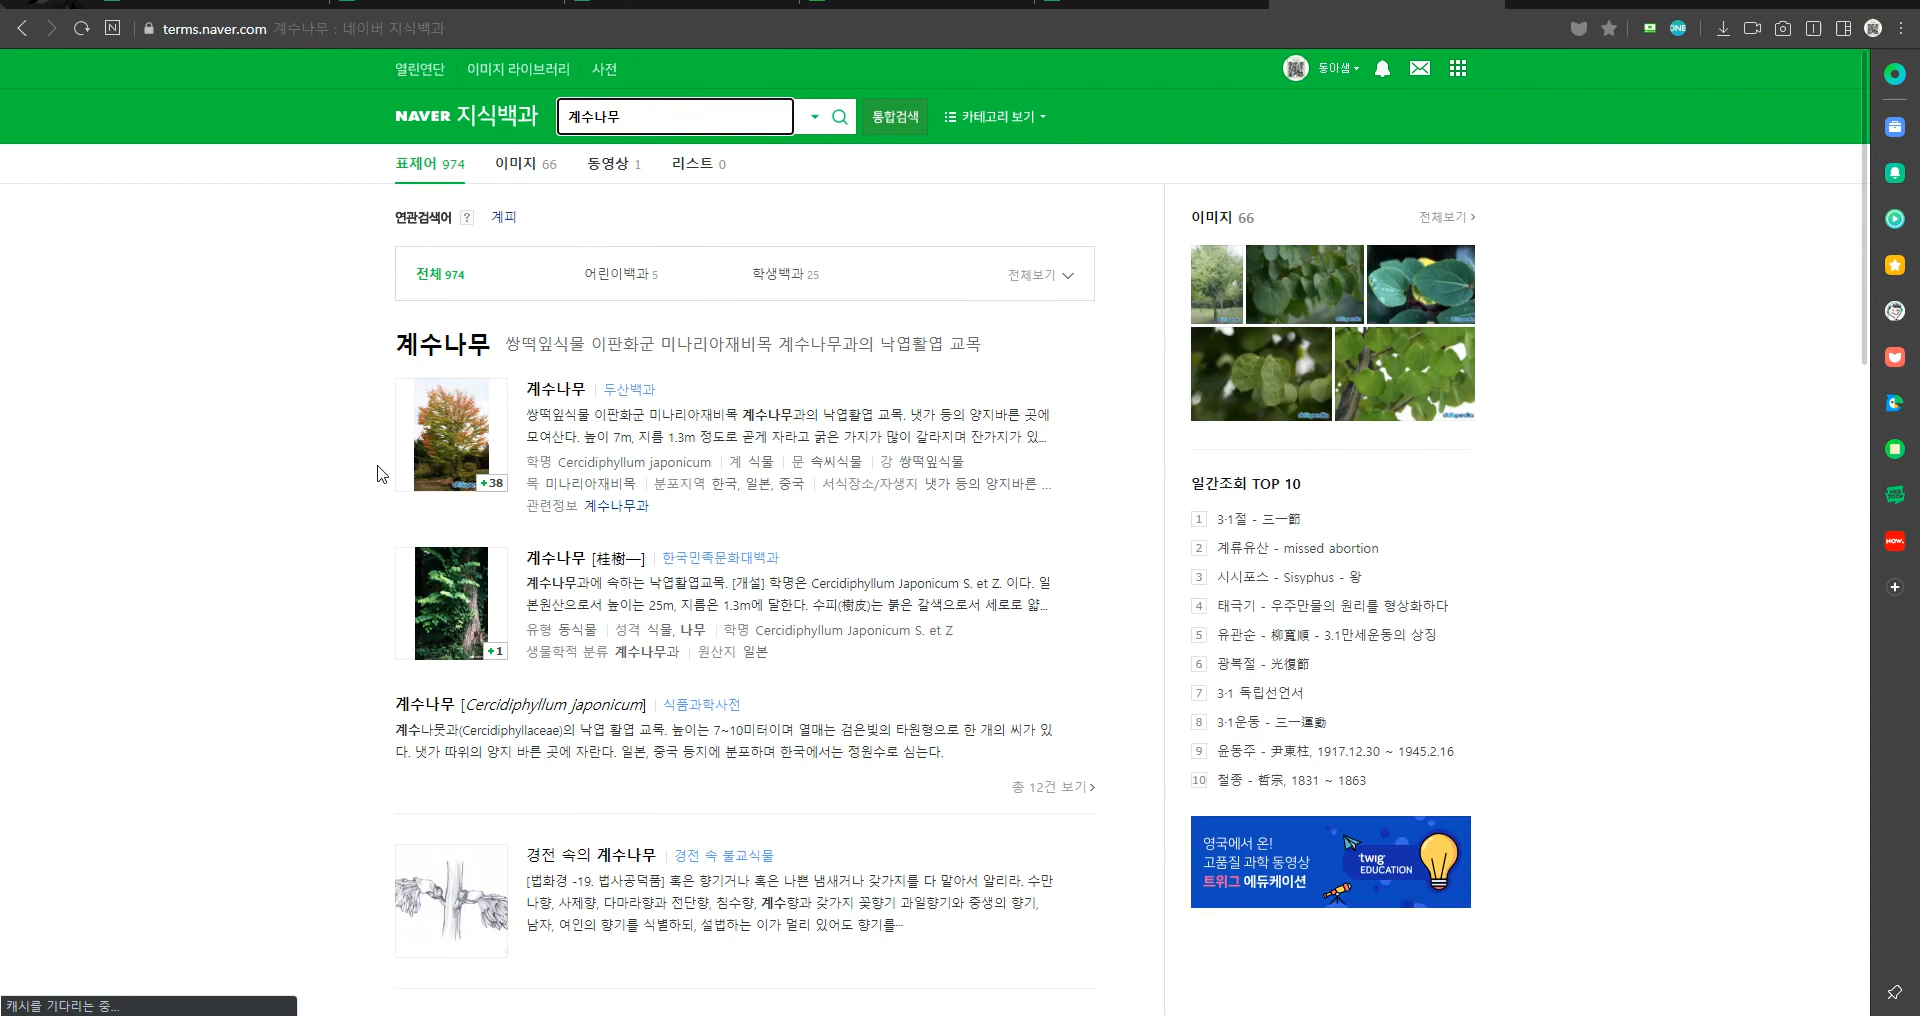 terms.naver.com 계수나무 : 네이버 지식백과
열린연단 이미지 라이브러리 사전
동아샘
NAVER 지식백과 계수나무 통합검색 카테고리 보기
표제어 974 이미지 66 동영상 1 리스트 0
연관검색어 ? 계피
전체 974 어린이백과 5 학생백과 25 전체보기
계수나무 쌍떡잎식물 이판화군 미나리아재비목 계수나무과의 낙엽활엽 교목
계수나무 두산백과
쌍떡잎식물 이판화군 미나리아재비목 계수나무과의 낙엽활엽 교목. 냇가 등의 양지바른 곳에
모여산다. 높이 7m, 지름 1.3m 정도로 곧게 자라고 굵은 가지가 많이 갈라지며 잔가지가 있...
학명 Cercidiphyllum japonicum 계 식물 문 속씨식물 강 쌍떡잎식물
목 미나리아재비목 분포지역 한국, 일본, 중국 서식장소/자생지 냇가 등의 양지바른 ...
관련정보 계수나무과
+38
계수나무 [桂樹—] 한국민족문화대백과
계수나무과에 속하는 낙엽활엽교목. [개설] 학명은 Cercidiphyllum Japonicum S. et Z. 이다. 일
본원산으로서 높이는 25m, 지름은 1.3m에 달한다. 수피(樹皮)는 붉은 갈색으로서 세로로 얇...
유형 동식물 성격 식물, 나무 학명 Cercidiphyllum Japonicum S. et Z
생물학적 분류 계수나무과 원산지 일본
+1
계수나무 [Cercidiphyllum japonicum] 식품과학사전
계수나뭇과(Cercidiphyllaceae)의 낙엽 활엽 교목. 높이는 7~10미터이며 열매는 검은빛의 타원형으로 한 개의 씨가 있
다. 냇가 따위의 양지 바른 곳에 자란다. 일본, 중국 등지에 분포하며 한국에서는 정원수로 심는다.
총 12건 보기
경전 속의 계수나무 경전 속 불교식물
[법화경 -19. 법사공덕품] 혹은 향기거나 혹은 나쁜 냄새거나 갖가지를 다 맡아서 알리라. 수만
나향, 사제향, 다마라향과 전단향, 침수향, 계수향과 갖가지 꽃향기 과일향기와 중생의 향기,
남자, 여인의 향기를 식별하되, 설법하는 이가 멀리 있어도 향기를…
이미지 66 전체보기
일간조회 TOP 10
1 3·1절 - 三一節
2 계류유산 - missed abortion
3 시시포스 - Sisyphus - 왕
4 태극기 - 우주만물의 원리를 형상화하다
5 유관순 - 柳寬順 - 3.1만세운동의 상징
6 광복절 - 光復節
7 3·1 독립선언서
8 3·1운동 - 三一運動
9 윤동주 - 尹東柱, 1917.12.30 ~ 1945.2.16
10 철종 - 哲宗, 1831 ~ 1863
영국에서 온!
고품질 과학 동영상
트위그 에듀케이션
twig
EDUCATION
캐시를 기다리는 중...